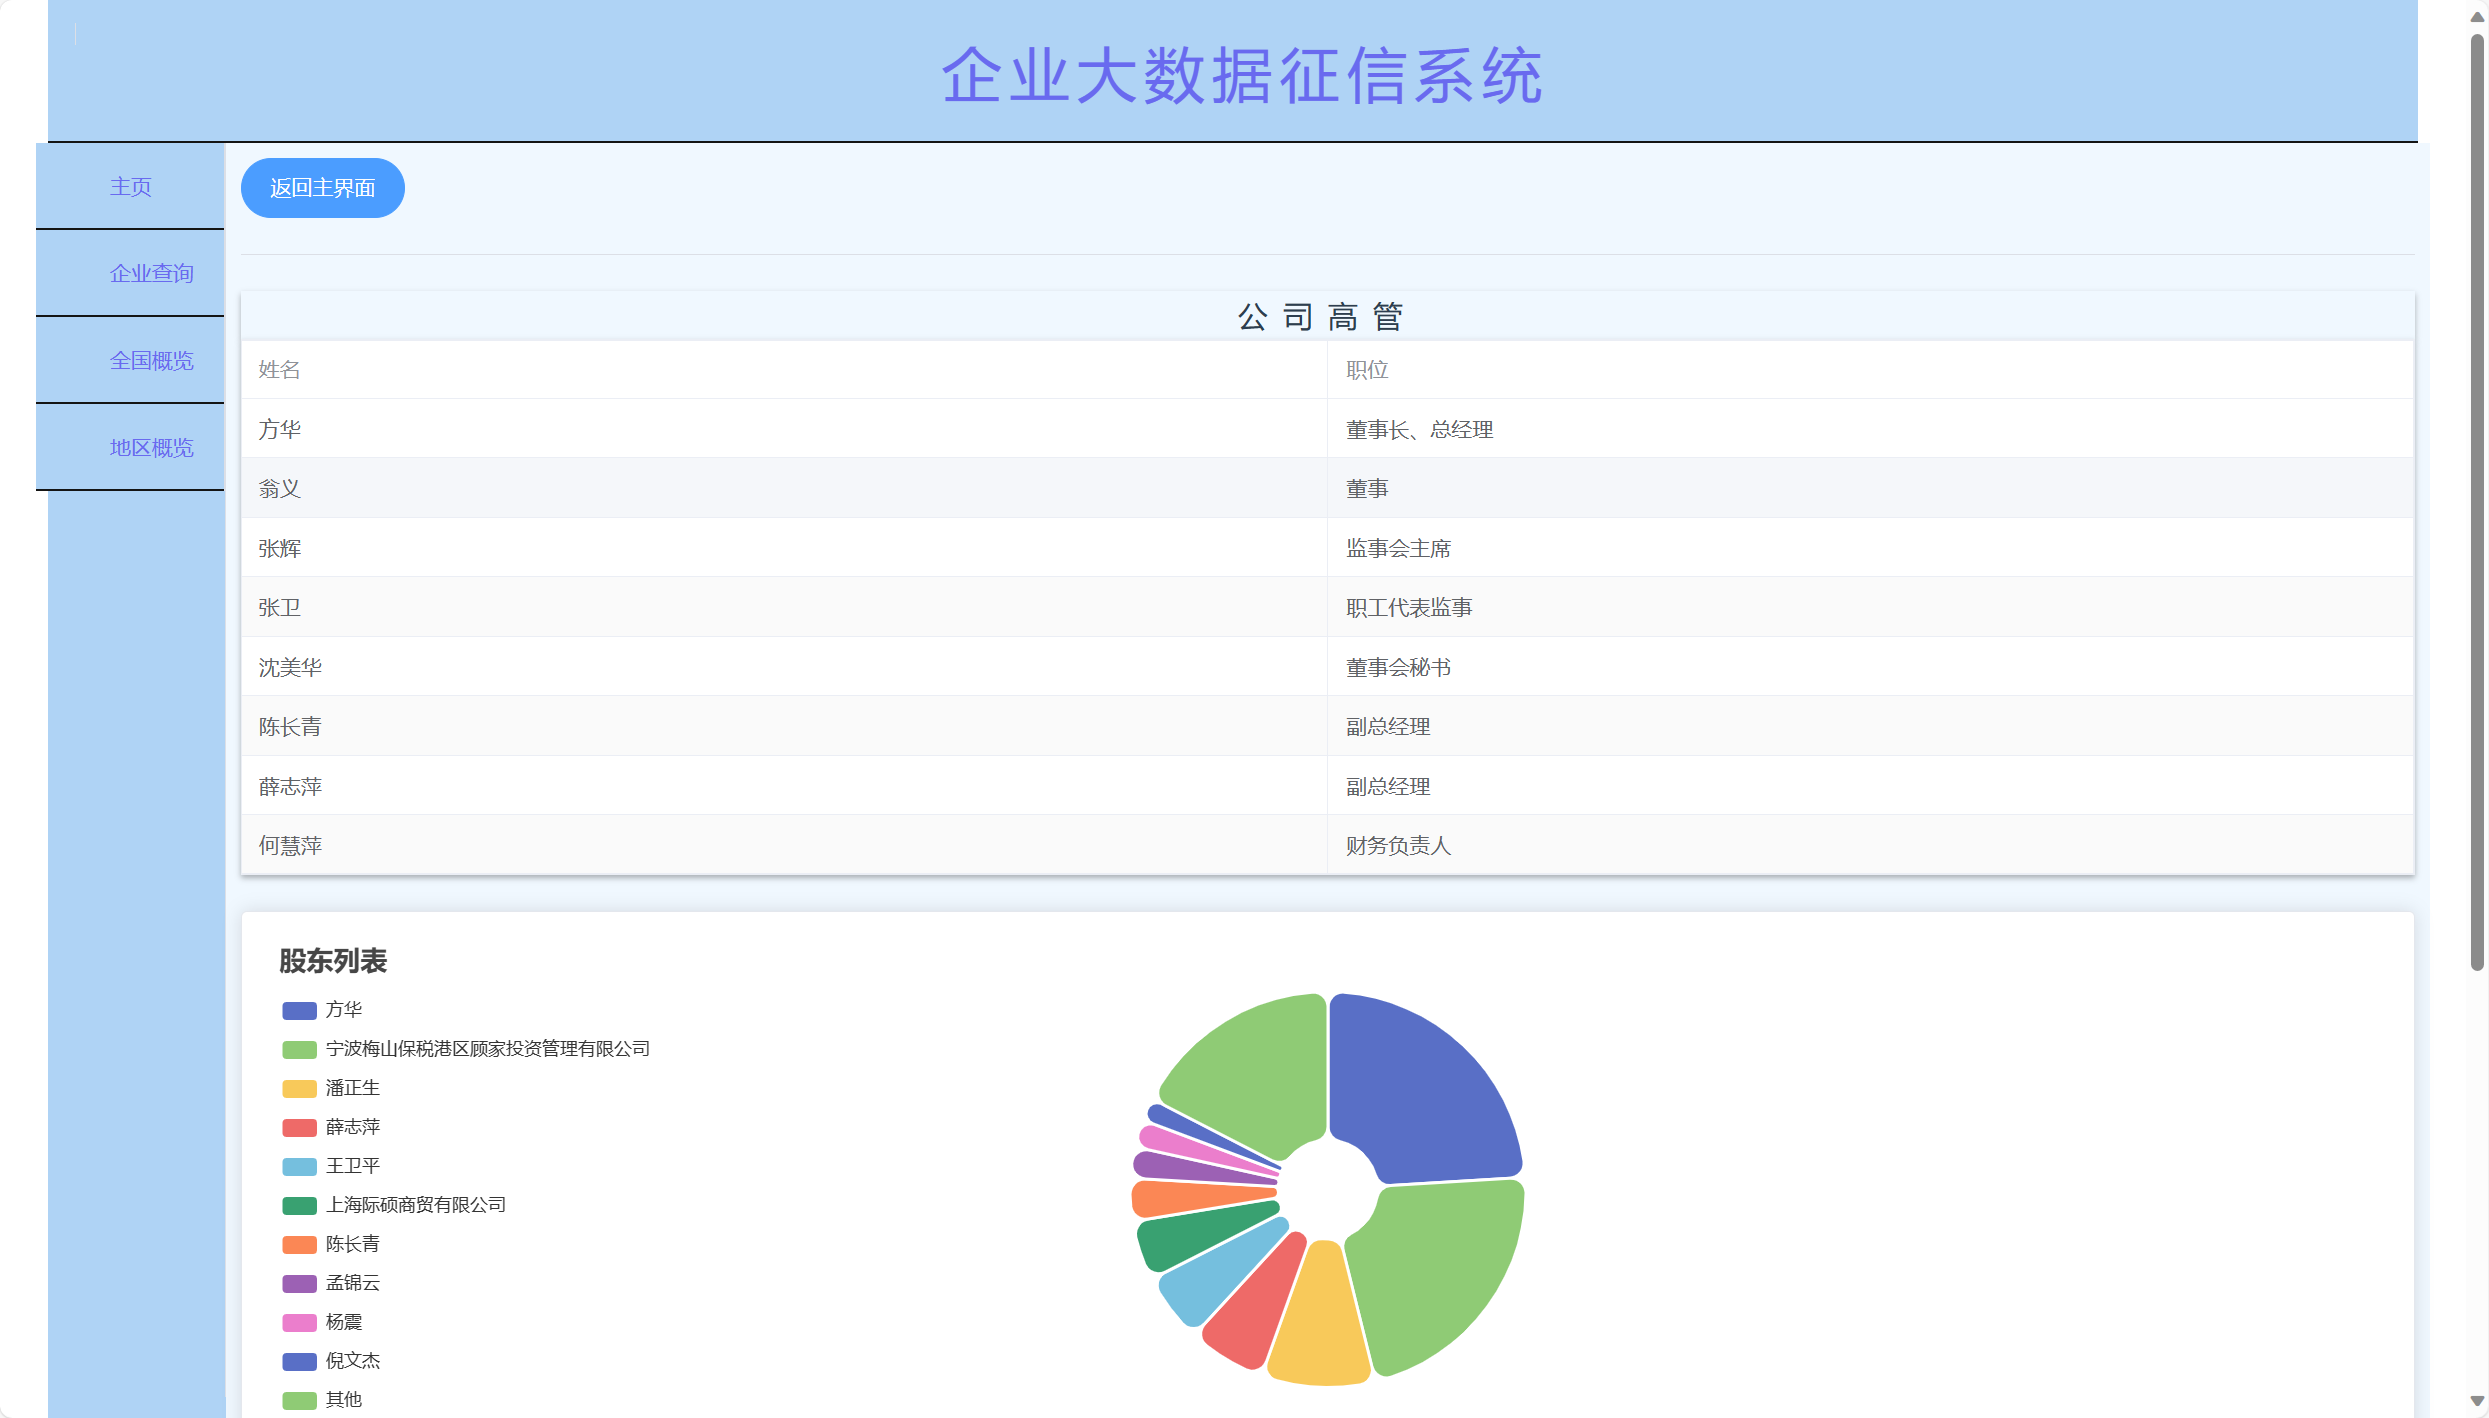 企业大数据征信系统
主页
企业查询
全国概览
地区概览
返回主界面
公司高管
姓名 职位
方华 董事长、总经理
翁义 董事
张辉 监事会主席
张卫 职工代表监事
沈美华 董事会秘书
陈长青 副总经理
薛志萍 副总经理
何慧萍 财务负责人
股东列表
方华
宁波梅山保税港区顾家投资管理有限公司
潘正生
薛志萍
王卫平
上海际硕商贸有限公司
陈长青
孟锦云
杨震
倪文杰
其他